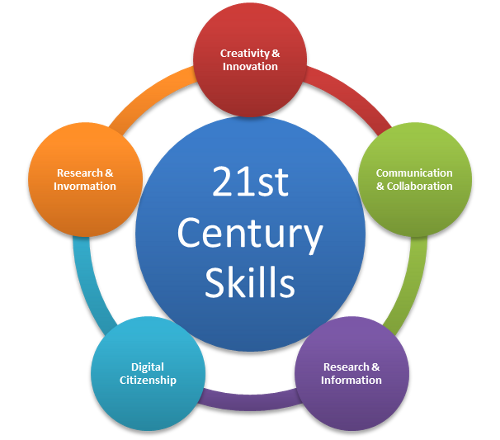 Creativity &
Innovation
Research &
Invormation
21st
Century
Skills
Communication
& Collaboration
Digital
Citizenship
Research &
Information